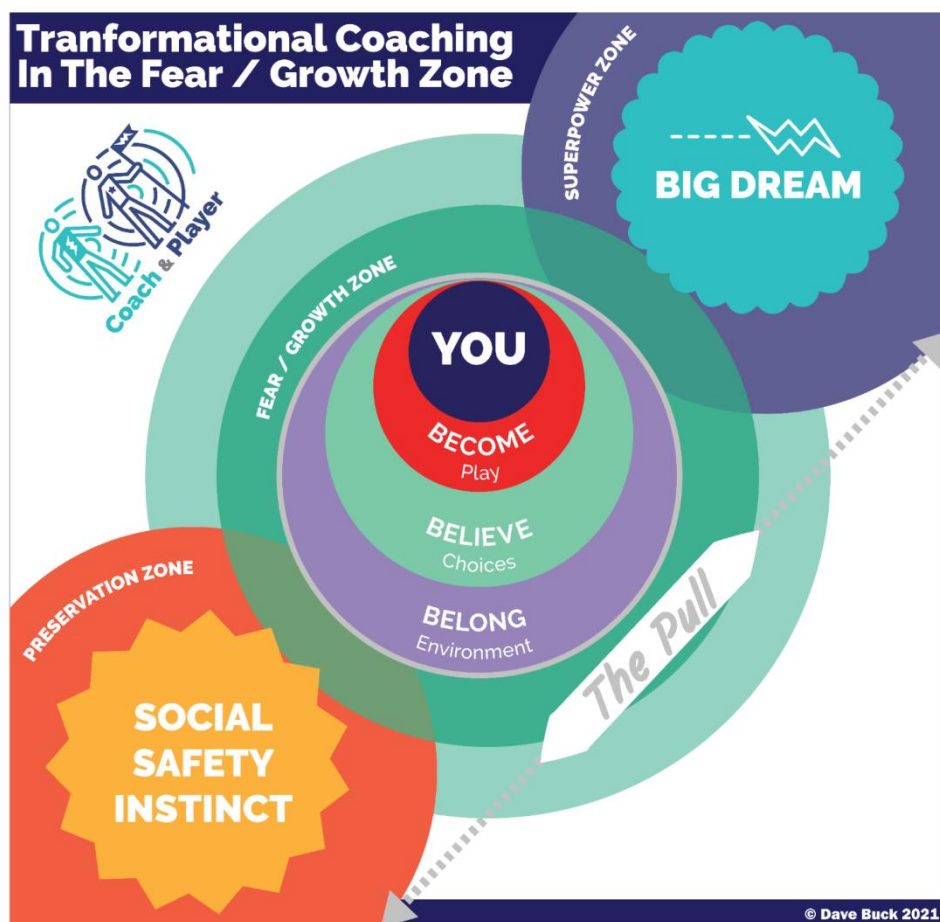 Tranformational Coaching
In The Fear / Growth Zone
Coach & Player
SUPERPOWER ZONE
BIG DREAM
FEAR / GROWTH ZONE
YOU
BECOME
Play
BELIEVE
Choices
BELONG
Environment
The Pull
PRESERVATION ZONE
SOCIAL
SAFETY
INSTINCT
© Dave Buck 2021